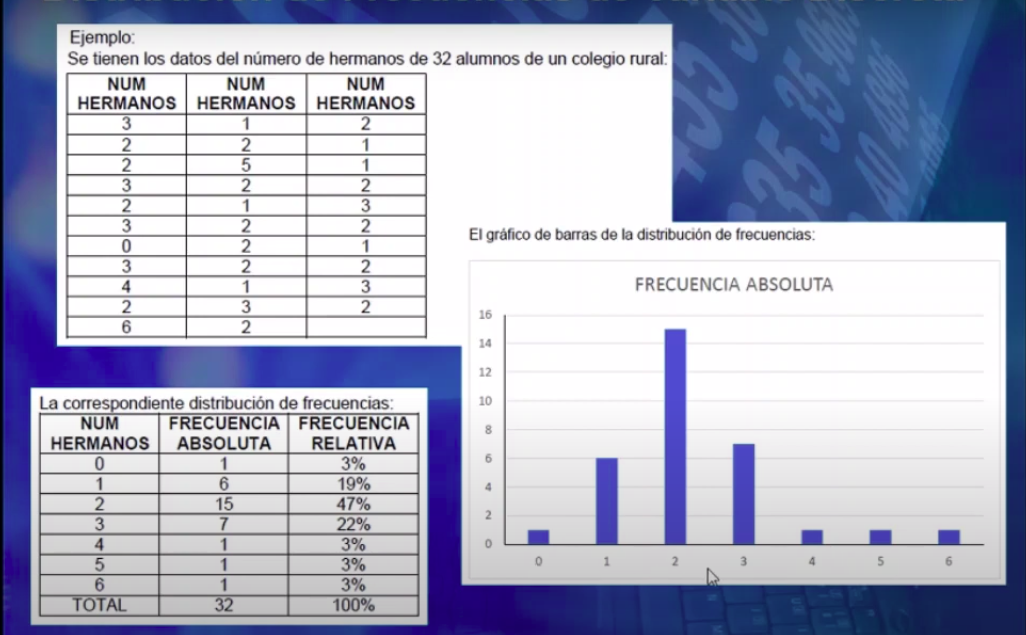 Ejemplo:
Se tienen los datos del número de hermanos de 32 alumnos de un colegio rural:
NUM HERMANOS NUM HERMANOS NUM HERMANOS
3 1 2
2 2 1
2 5 1
3 2 2
2 1 3
3 2 2
0 2 1
3 2 2
4 1 3
2 3 2
6 2
La correspondiente distribución de frecuencias:
NUM HERMANOS FRECUENCIA ABSOLUTA FRECUENCIA RELATIVA
0 1 3%
1 6 19%
2 15 47%
3 7 22%
4 1 3%
5 1 3%
6 1 3%
TOTAL 32 100%
El gráfico de barras de la distribución de frecuencias:
FRECUENCIA ABSOLUTA
16
14
12
10
8
6
4
2
0
0 1 2 3 4 5 6